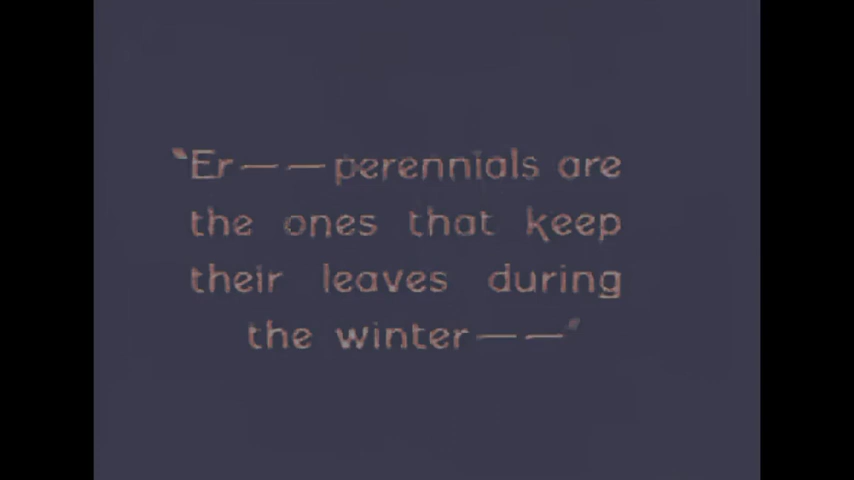 "Er — — perennials are
the ones that keep
their leaves during
the winter — —"